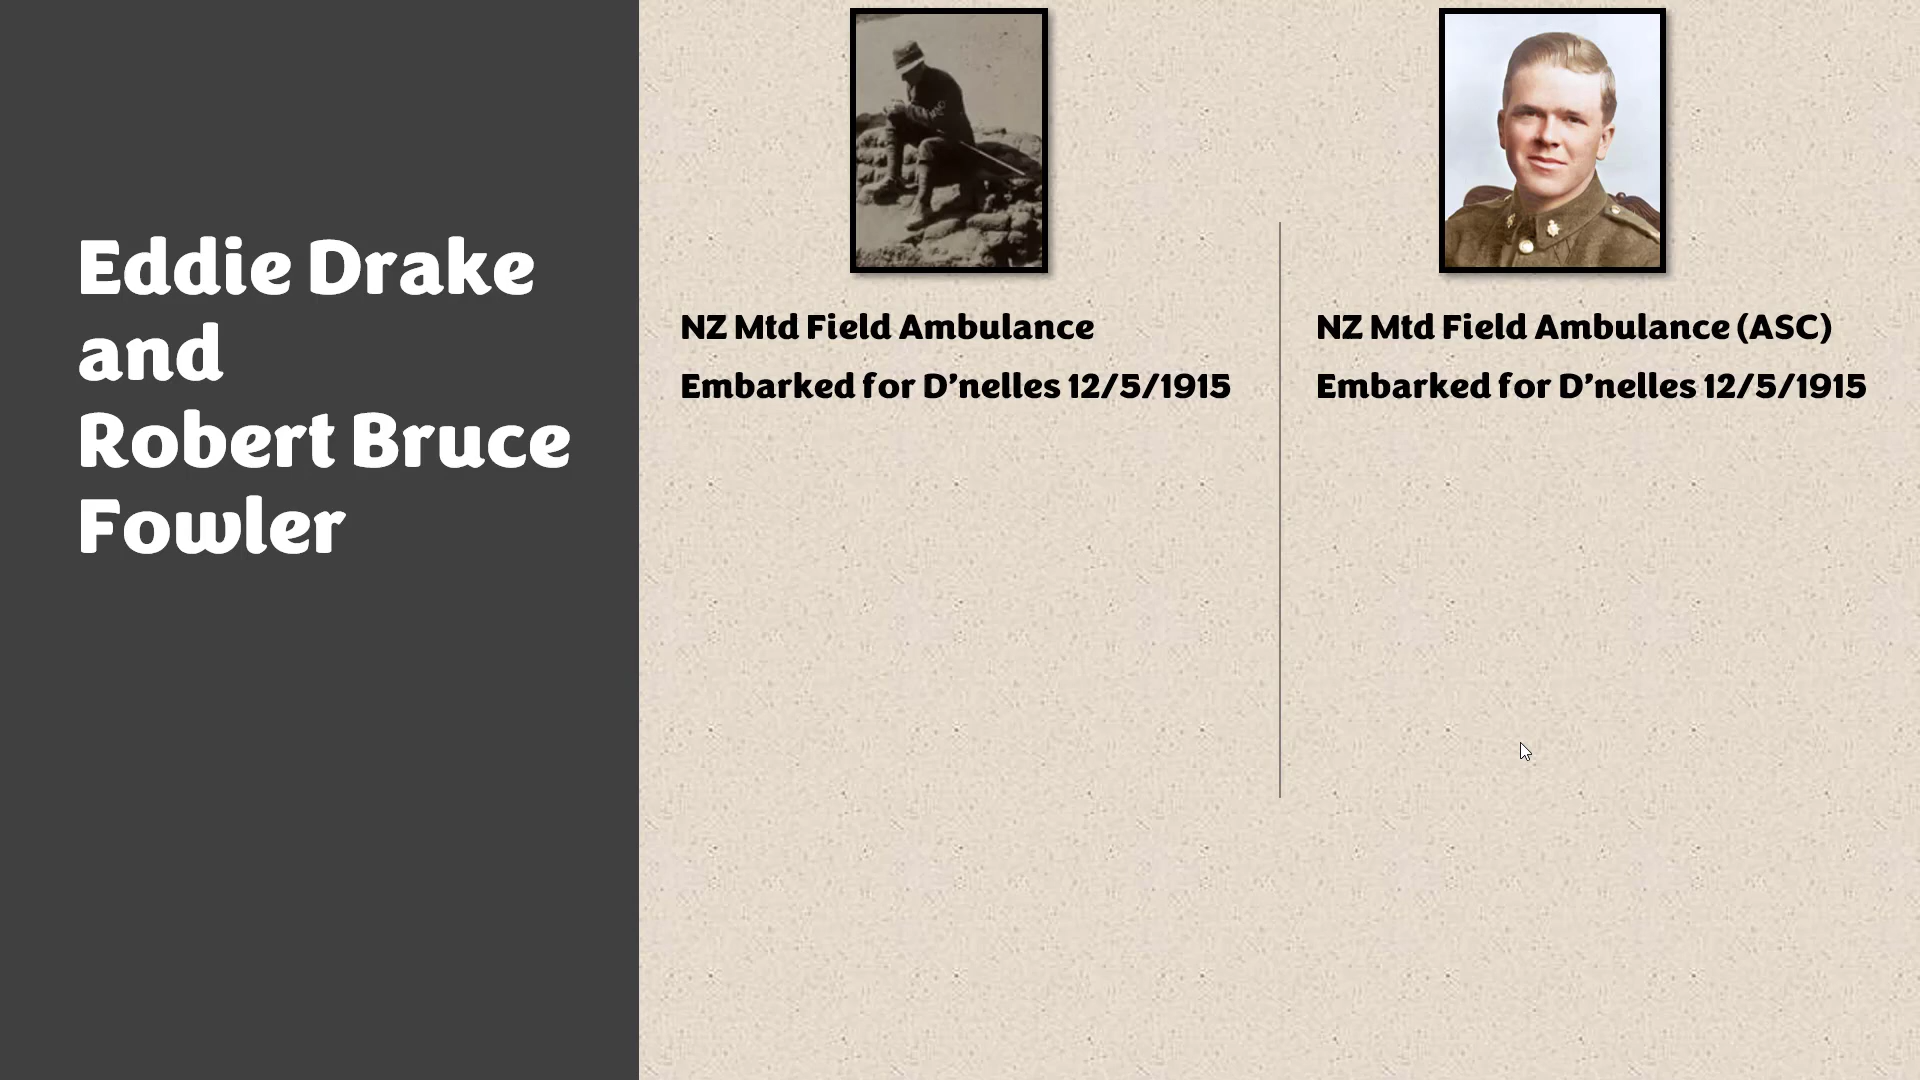 Eddie Drake
and
Robert Bruce
Fowler
NZ Mtd Field Ambulance
Embarked for D’nelles 12/5/1915
NZ Mtd Field Ambulance (ASC)
Embarked for D’nelles 12/5/1915